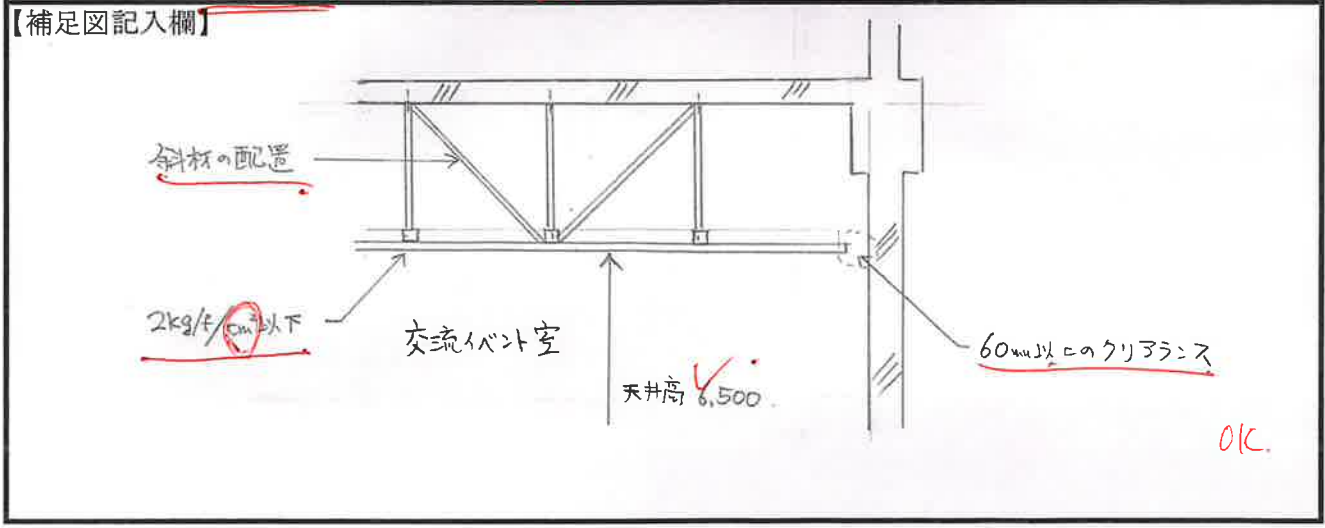 【補足図記入欄】
斜材の配置
2kg/f/cm²以下
交流イベント室
天井高 6,500
60mm以上のクリアランス
OK.